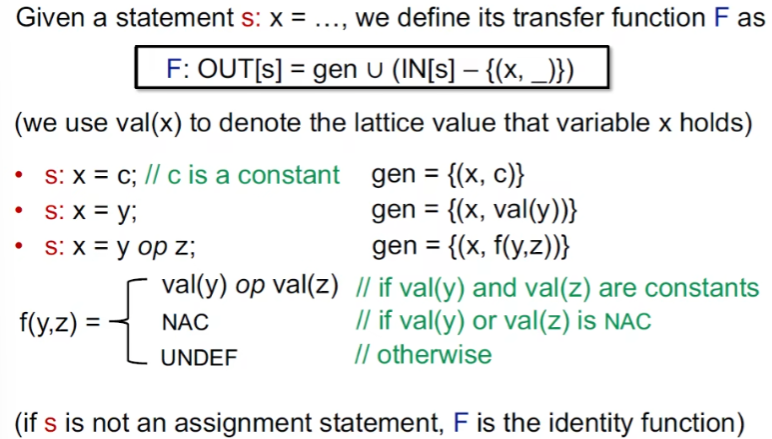 Given a statement s: x = …, we define its transfer function F as
F: OUT[s] = gen ∪ (IN[s] – {(x, _)})
(we use val(x) to denote the lattice value that variable x holds)
• s: x = c; // c is a constant gen = {(x, c)}
• s: x = y; gen = {(x, val(y))}
• s: x = y op z; gen = {(x, f(y,z))}
val(y) op val(z) // if val(y) and val(z) are constants
f(y,z) = NAC // if val(y) or val(z) is NAC
UNDEF // otherwise
(if s is not an assignment statement, F is the identity function)